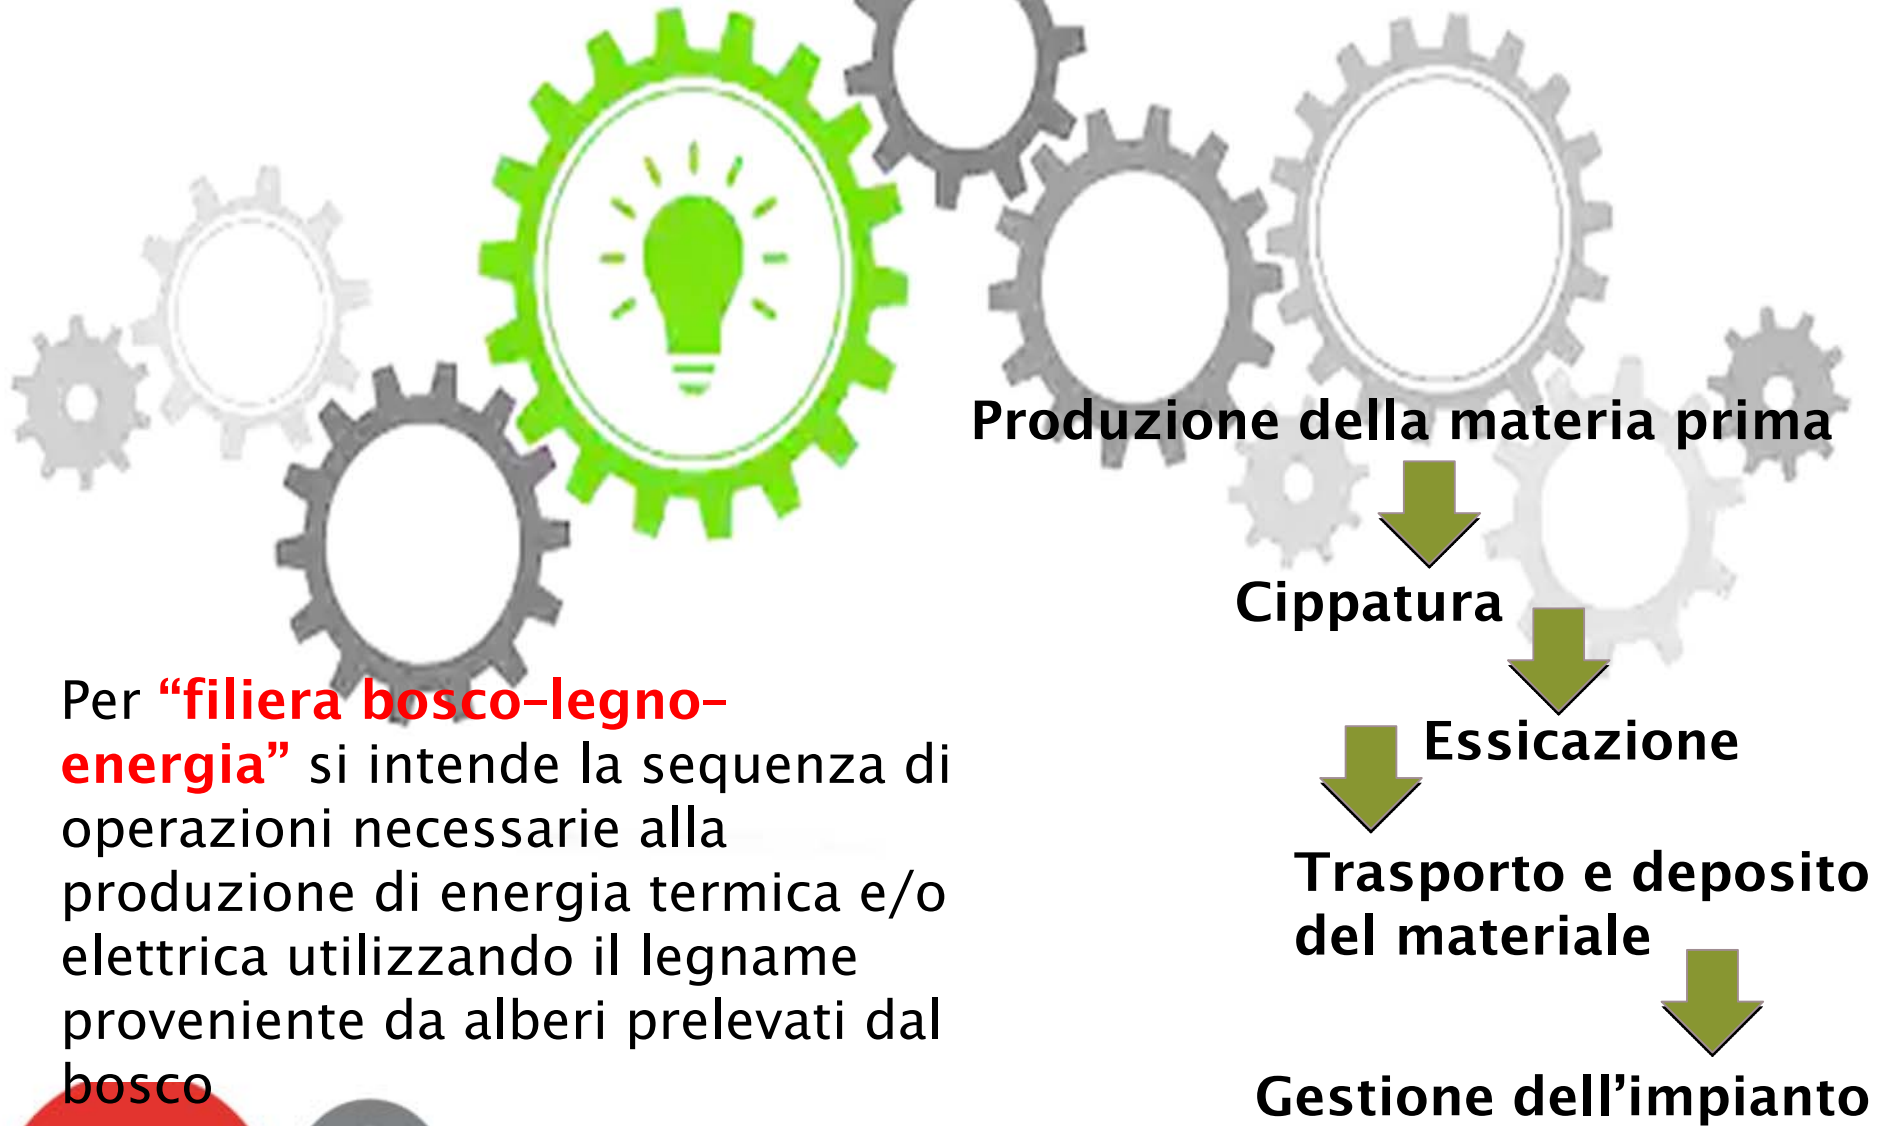 Produzione della materia prima
Cippatura
Essicazione
Trasporto e deposito
del materiale
Gestione dell’impianto
Per “filiera bosco–legno–
energia” si intende la sequenza di
operazioni necessarie alla
produzione di energia termica e/o
elettrica utilizzando il legname
proveniente da alberi prelevati dal
bosco